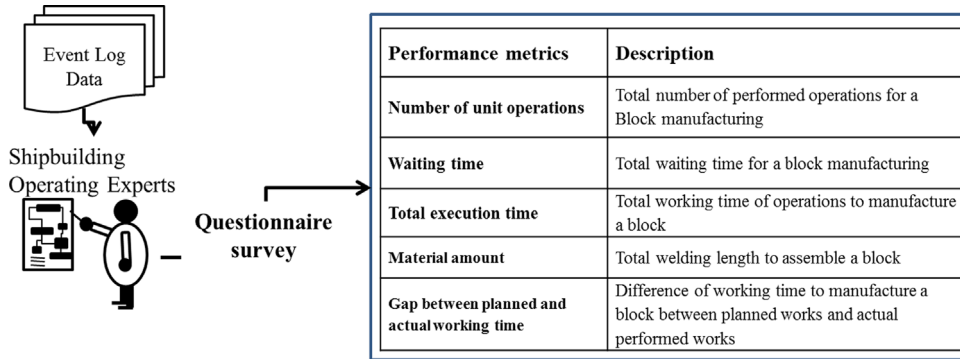 Event Log
Data
Shipbuilding
Operating Experts
Questionnaire
survey
Performance metrics
Description
Number of unit operations
Total number of performed operations for a
Block manufacturing
Waiting time
Total waiting time for a block manufacturing
Total execution time
Total working time of operations to manufacture
a block
Material amount
Total welding length to assemble a block
Gap between planned and
actual working time
Difference of working time to manufacture a
block between planned works and actual
performed works